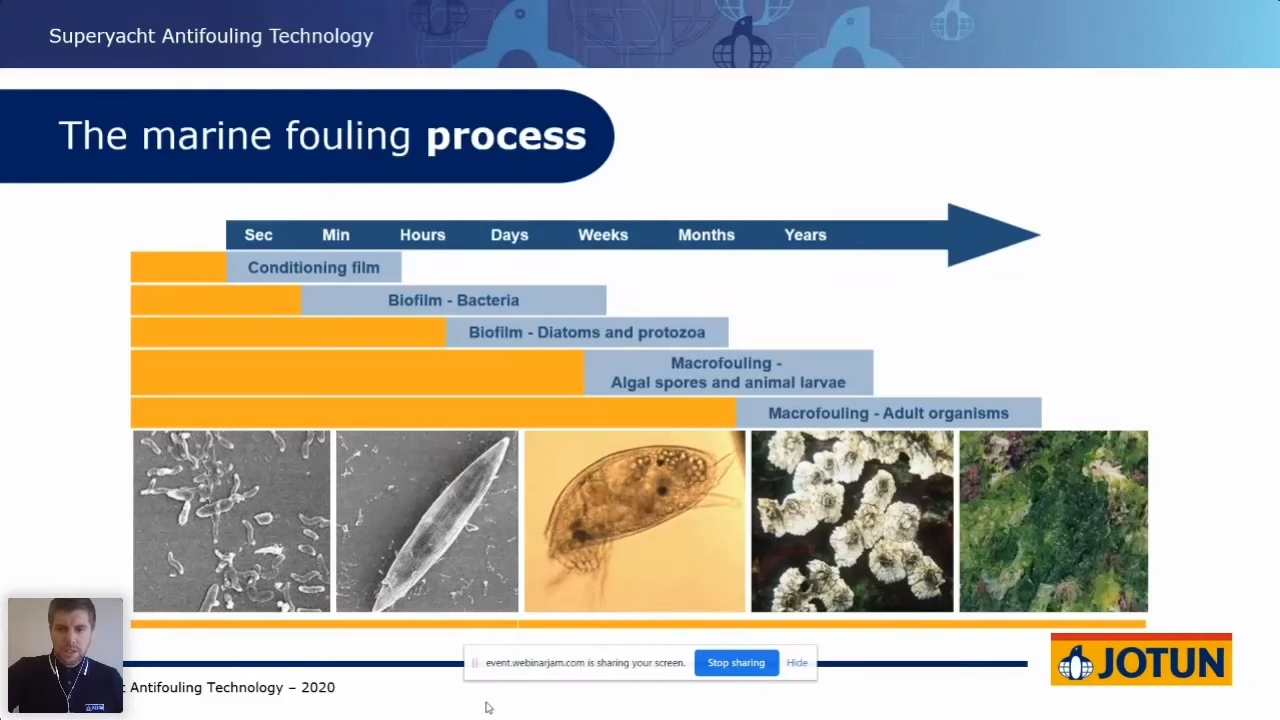 Superyacht Antifouling Technology
The marine fouling process
Sec Min Hours Days Weeks Months Years
Conditioning film
Biofilm - Bacteria
Biofilm - Diatoms and protozoa
Macrofouling -
Algal spores and animal larvae
Macrofouling - Adult organisms
event.webinarjam.com is sharing your screen. Stop sharing Hide
JOTUN
t Antifouling Technology – 2020
JOTUN